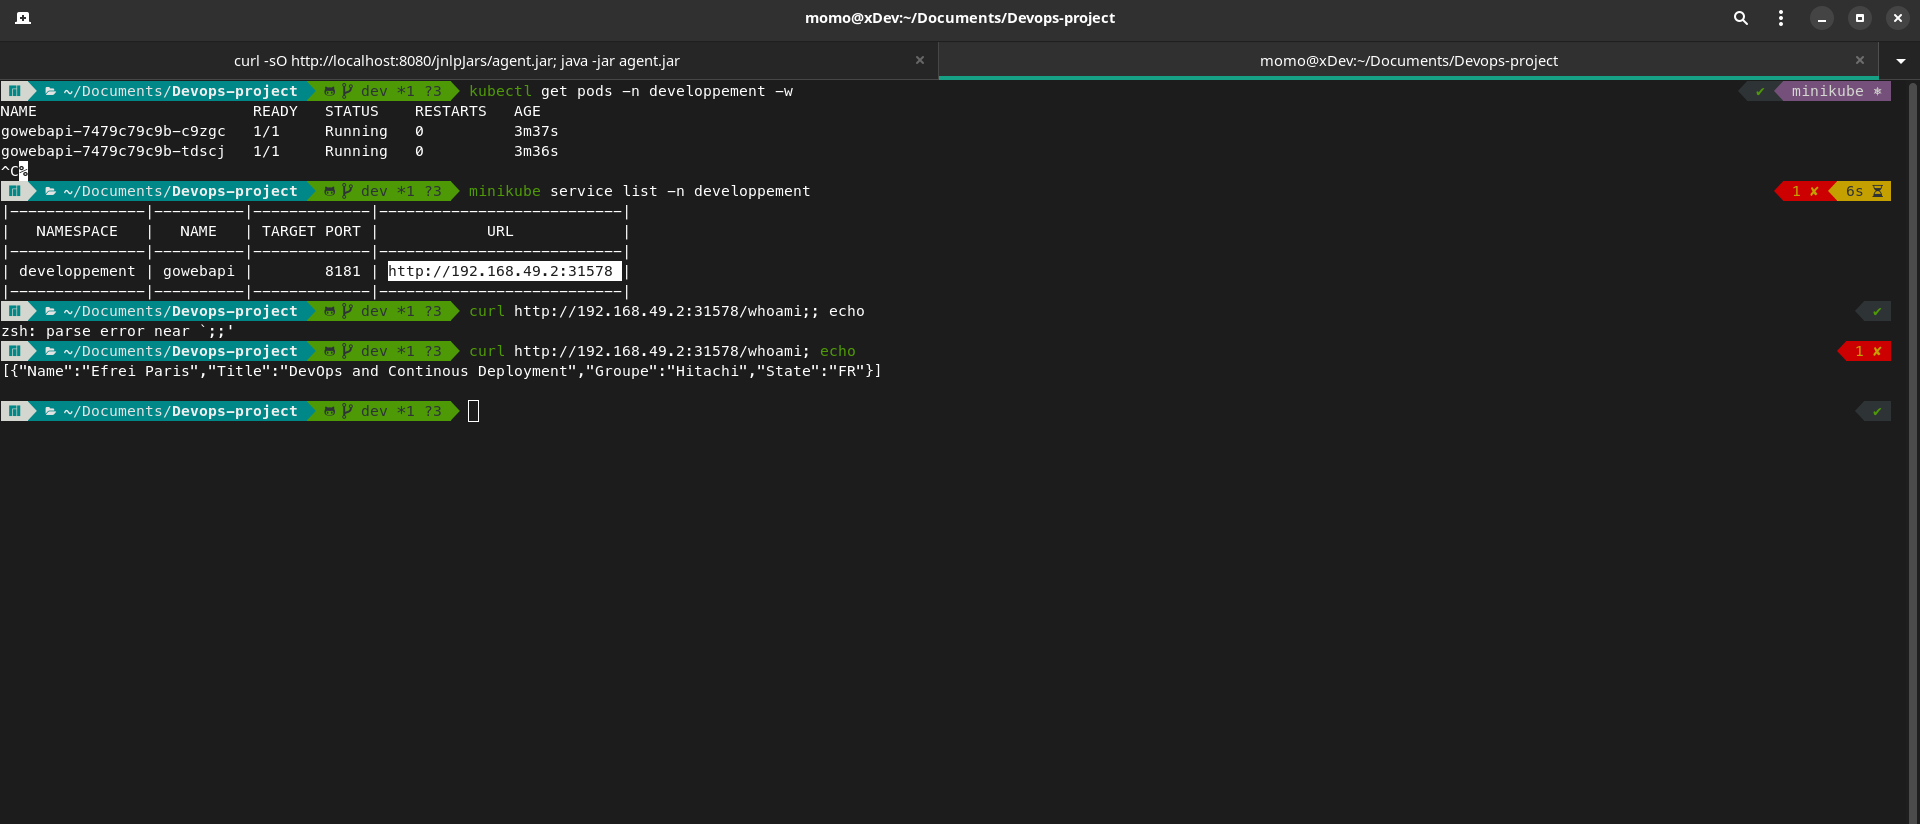 momo@xDev:~/Documents/Devops-project
curl -sO http://localhost:8080/jnlpJars/agent.jar; java -jar agent.jar
momo@xDev:~/Documents/Devops-project
~/Documents/Devops-project dev *1 ?3 kubectl get pods -n developpement -w ✔ minikube ⎈
NAME READY STATUS RESTARTS AGE
gowebapi-7479c79c9b-c9zgc 1/1 Running 0 3m37s
gowebapi-7479c79c9b-tdscj 1/1 Running 0 3m36s
^C%
~/Documents/Devops-project dev *1 ?3 minikube service list -n developpement 1 ✘ 6s
|---------------|----------|-------------|---------------------------|
| NAMESPACE | NAME | TARGET PORT | URL |
|---------------|----------|-------------|---------------------------|
| developpement | gowebapi | 8181 | http://192.168.49.2:31578 |
|---------------|----------|-------------|---------------------------|
~/Documents/Devops-project dev *1 ?3 curl http://192.168.49.2:31578/whoami;; echo ✔
zsh: parse error near `;;'
~/Documents/Devops-project dev *1 ?3 curl http://192.168.49.2:31578/whoami; echo 1 ✘
[{"Name":"Efrei Paris","Title":"DevOps and Continous Deployment","Groupe":"Hitachi","State":"FR"}]
~/Documents/Devops-project dev *1 ?3 ✔